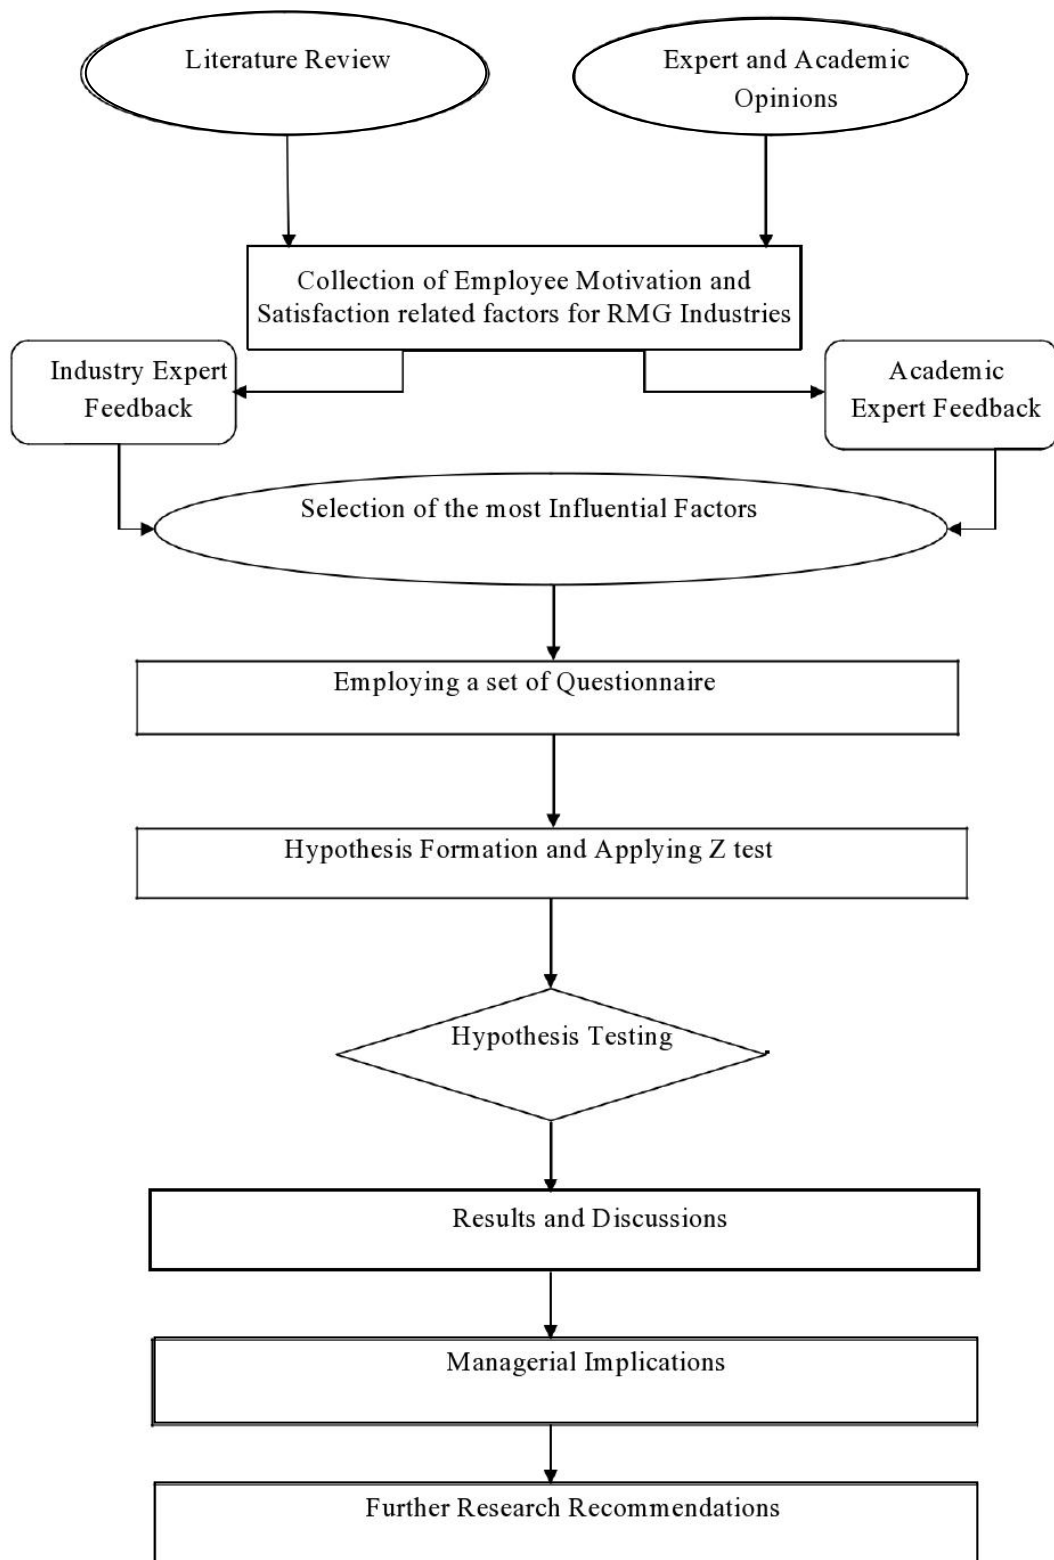 Literature Review
Expert and Academic
Opinions
Collection of Employee Motivation and
Satisfaction related factors for RMG Industries
Industry Expert
Feedback
Academic
Expert Feedback
Selection of the most Influential Factors
Employing a set of Questionnaire
Hypothesis Formation and Applying Z test
Hypothesis Testing
Results and Discussions
Managerial Implications
Further Research Recommendations